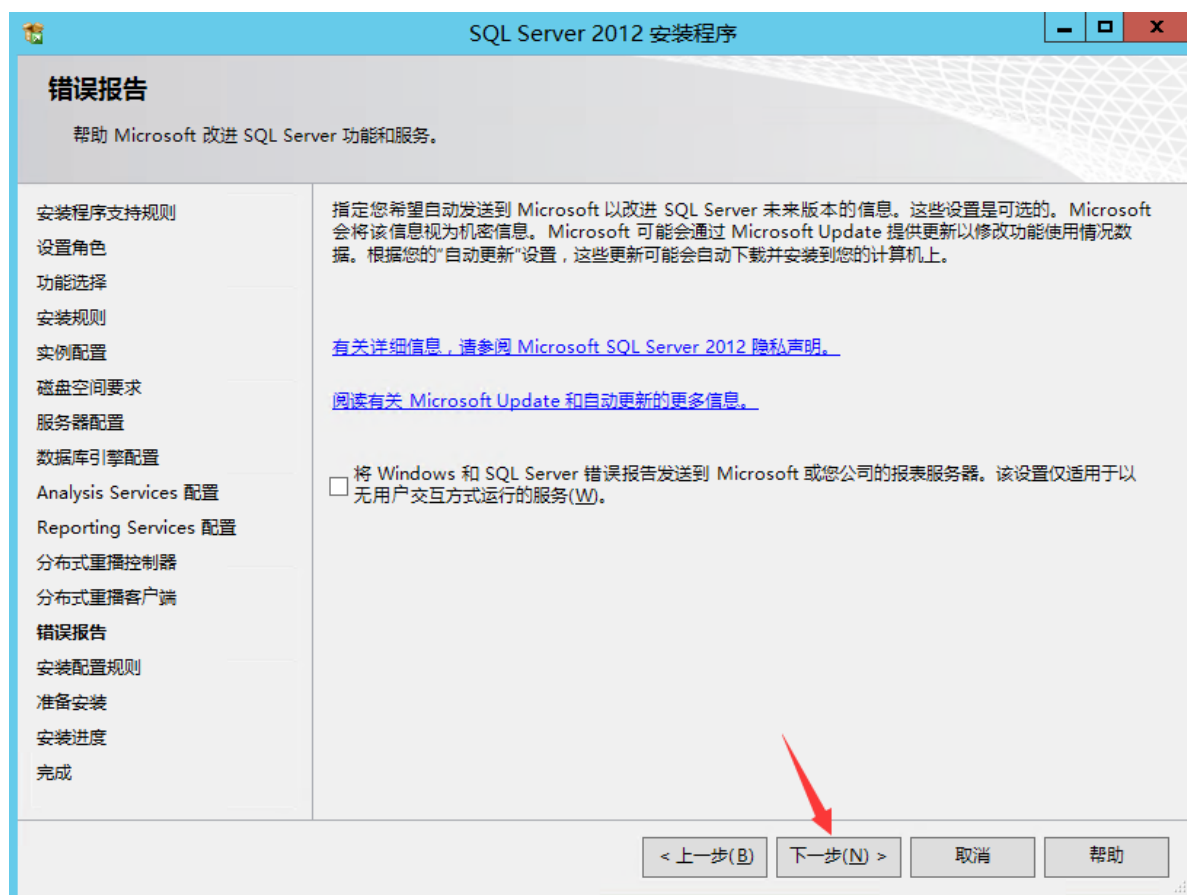 SQL Server 2012 安装程序
错误报告
帮助 Microsoft 改进 SQL Server 功能和服务。
安装程序支持规则
设置角色
功能选择
安装规则
实例配置
磁盘空间要求
服务器配置
数据库引擎配置
Analysis Services 配置
Reporting Services 配置
分布式重播控制器
分布式重播客户端
错误报告
安装配置规则
准备安装
安装进度
完成
指定您希望自动发送到 Microsoft 以改进 SQL Server 未来版本的信息。这些设置是可选的。Microsoft
会将该信息视为机密信息。Microsoft 可能会通过 Microsoft Update 提供更新以修改功能使用情况数
据。根据您的“自动更新”设置，这些更新可能会自动下载并安装到您的计算机上。
有关详细信息，请参阅 Microsoft SQL Server 2012 隐私声明。
阅读有关 Microsoft Update 和自动更新的更多信息。
将 Windows 和 SQL Server 错误报告发送到 Microsoft 或您公司的报表服务器。该设置仅适用于以
无用户交互方式运行的服务(W)。
< 上一步(B)
下一步(N) >
取消
帮助